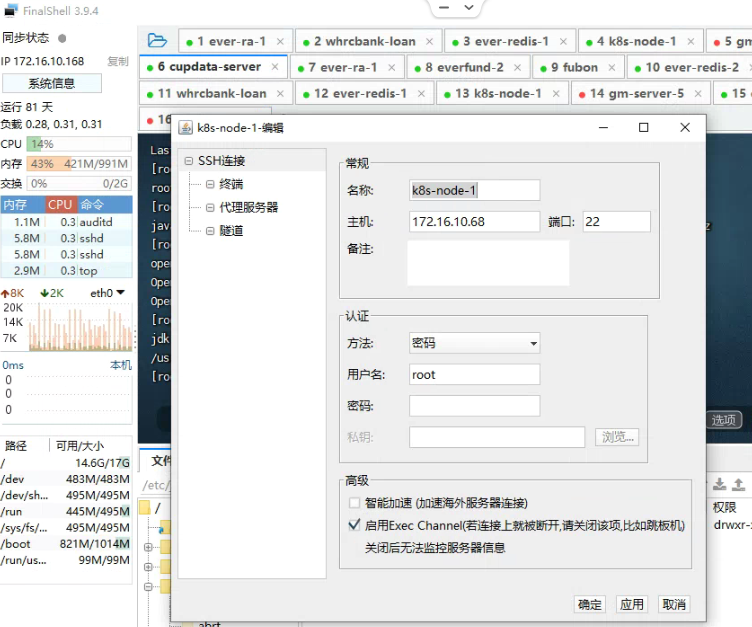 FinalShell 3.9.4
同步状态
IP 172.16.10.168 复制
系统信息
运行 81 天
负载 0.28, 0.31, 0.31
CPU 14%
内存 43% 421M/991M
交换 0% 0/2G
内存 CPU 命令
1.1M 0.3 auditd
5.8M 0.3 sshd
5.8M 0.3 sshd
2.9M 0.3 top
8K 2K eth0
20K
14K
7K
0ms 本机
0
0
0
路径 可用/大小
/ 14.6G/17G
/dev 483M/483M
/dev/sh... 495M/495M
/run 445M/495M
/sys/fs/... 495M/495M
/boot 821M/1014M
/run/us... 99M/99M
1 ever-ra-1 2 whrcbank-loan 3 ever-redis-1 4 k8s-node-1 5 gm
6 cupdata-server 7 ever-ra-1 8 everfund-2 9 fubon 10 ever-redis-2
11 whrcbank-loan 12 ever-redis-1 13 k8s-node-1 14 gm-server-5 15
16
Las
[ro
roo
[ro
jav
[ro
ope
Ope
Ope
[ro
jdk
/us
[ro
z
选项
文件
/etc/
/
权限
drwxr-
abrt
k8s-node-1-编辑
SSH连接
终端
代理服务器
隧道
常规
名称: k8s-node-1
主机: 172.16.10.68 端口: 22
备注:
认证
方法: 密码
用户名: root
密码:
私钥: 浏览...
高级
智能加速 (加速海外服务器连接)
启用Exec Channel(若连接上就被断开,请关闭该项,比如跳板机)
关闭后无法监控服务器信息
确定 应用 取消